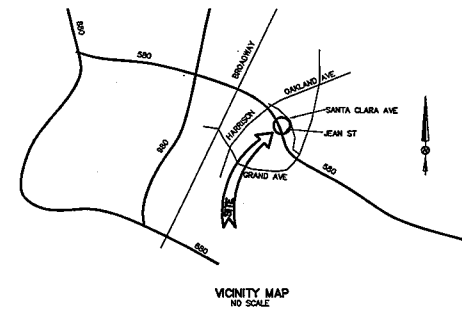 880
580
BROADWAY
OAKLAND AVE
HARRISON
SANTA CLARA AVE
JEAN ST
980
GRAND AVE
580
SITE
880
VICINITY MAP
NO SCALE